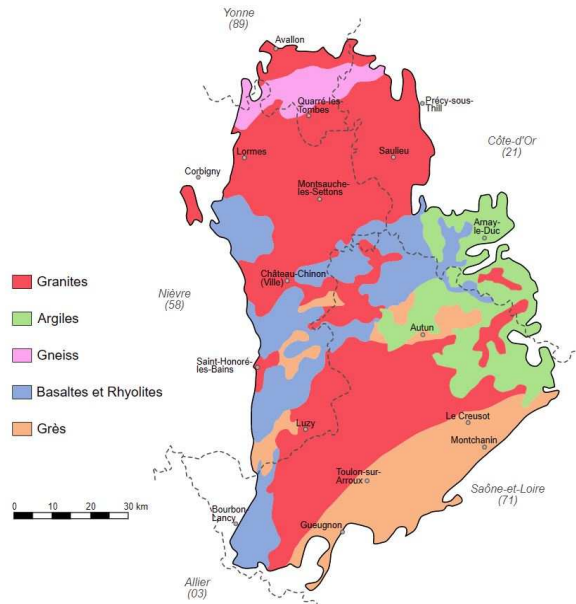 Yonne
(89)
Avallon
Quarré-les-
Tombes
Précy-sous-
Thill
Côte-d'Or
(21)
Lormes
Saulieu
Corbigny
Montsauche-
les-Settons
Arnay-
le-Duc
Château-Chinon
(Ville)
Granites
Argiles
Gneiss
Basaltes et Rhyolites
Grès
Nièvre
(58)
Autun
Saint-Honoré-
les-Bains
Luzy
Le Creusot
Montchanin
Toulon-sur-
Arroux
Saône-et-Loire
(71)
0 10 20 30 km
Bourbon-
Lancy
Gueugnon
Allier
(03)